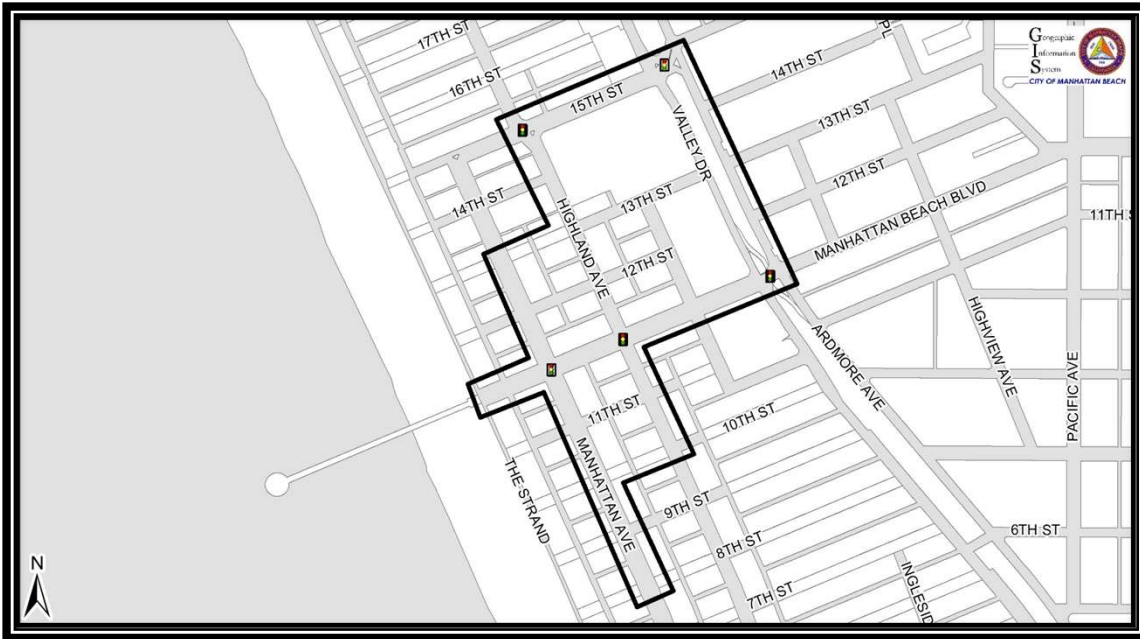 17TH ST
PL
Geographic
Information
System
CITY OF MANHATTAN BEACH
16TH ST
15TH ST
14TH ST
13TH ST
VALLEY DR
12TH ST
14TH ST
HIGHLAND AVE
13TH ST
MANHATTAN BEACH BLVD
11TH S
12TH ST
ARDMORE AVE
HIGHVIEW AVE
PACIFIC AVE
11TH ST
10TH ST
MANHATTAN AVE
THE STRAND
9TH ST
8TH ST
6TH ST
7TH ST
INGLESID
N